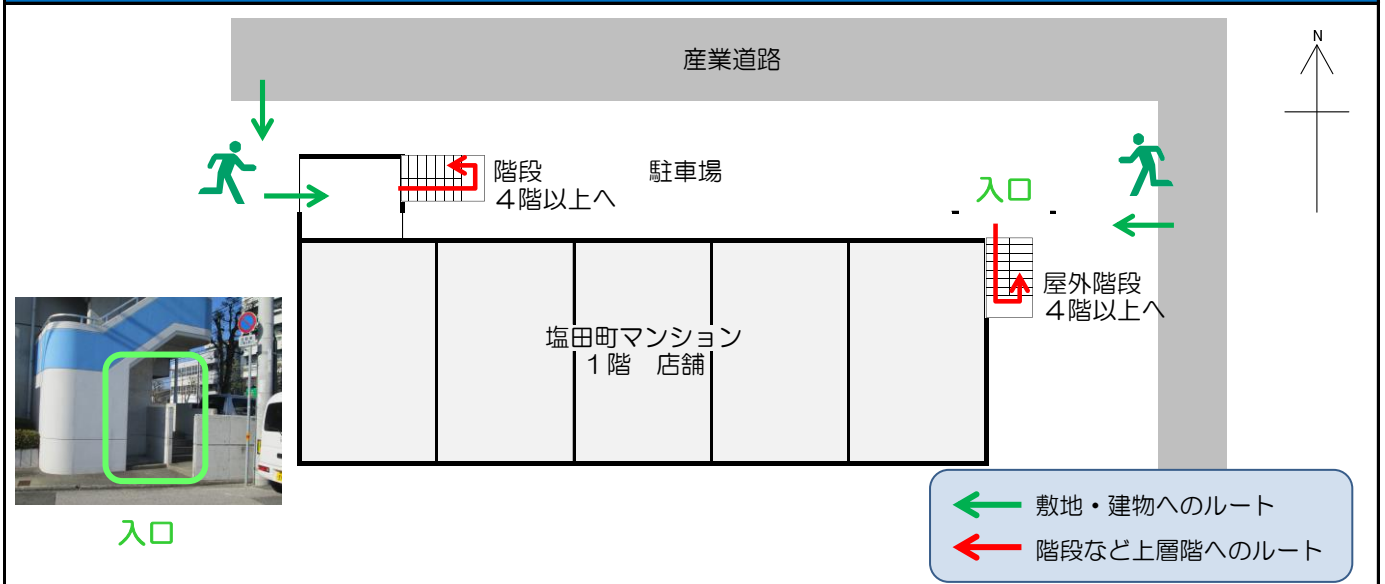 産業道路
N
階段
４階以上へ
駐車場
入口
屋外階段
４階以上へ
塩田町マンション
１階　店舗
入口
敷地・建物へのルート
階段など上層階へのルート